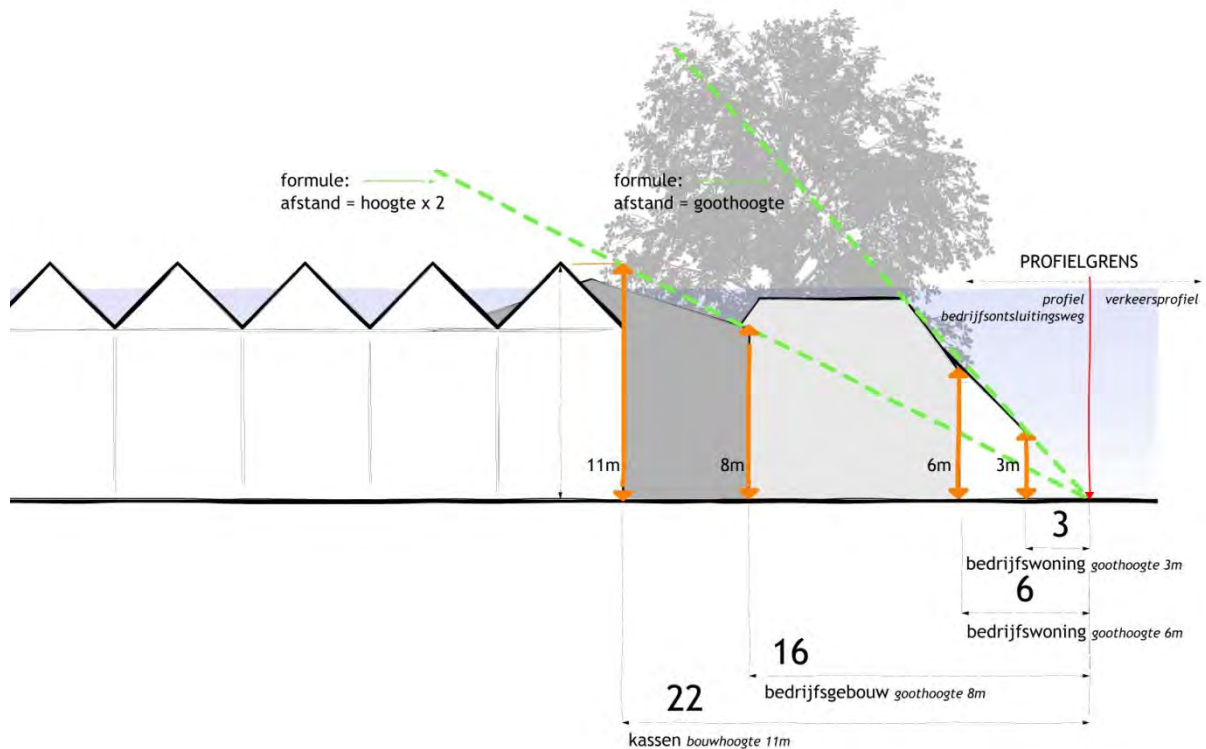 formule:
afstand = hoogte x 2
formule:
afstand = goothoogte
PROFIELGRENS
profiel
bedrijfsontsluitingsweg
verkeersprofiel
11m
8m
6m
3m
3
bedrijfswoning goothoogte 3m
6
bedrijfswoning goothoogte 6m
16
bedrijfsgebouw goothoogte 8m
22
kassen bouwhoogte 11m